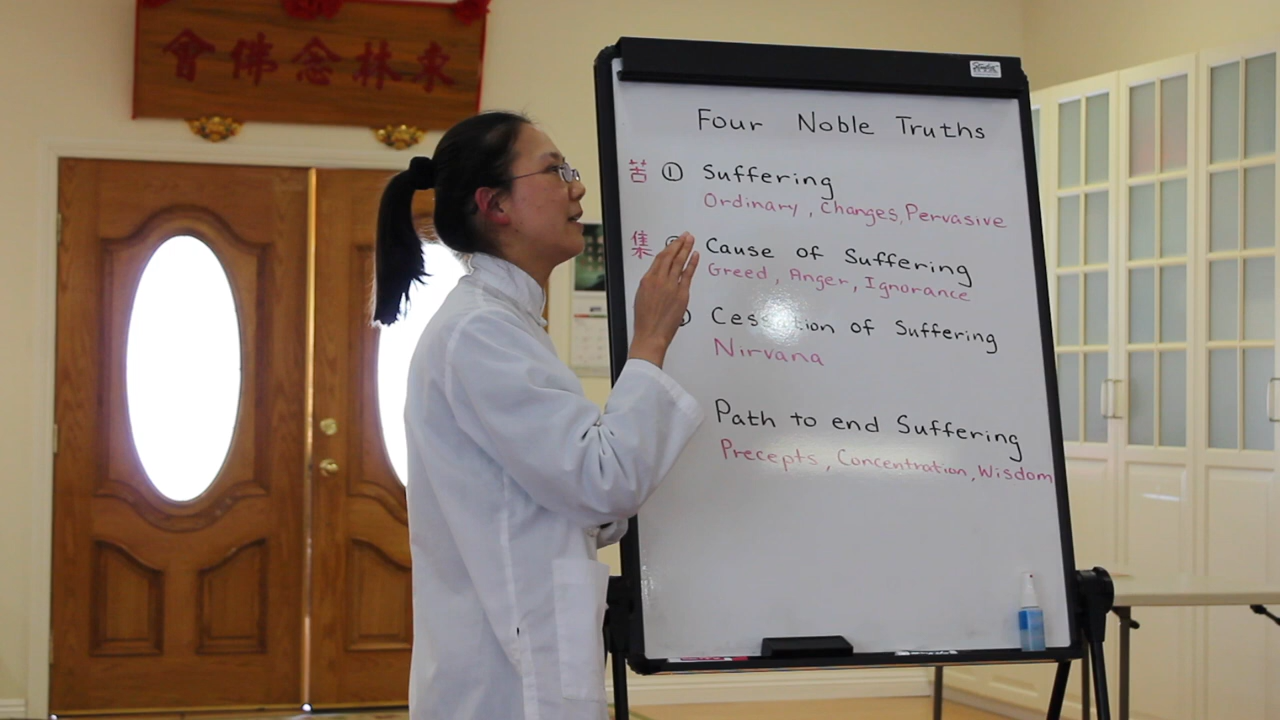 會佛念林東
Four Noble Truths
苦 ① Suffering
Ordinary, Changes, Pervasive
集 Cause of Suffering
Greed, Anger, Ignorance
of Suffering
Nirvana
Path to end Suffering
Precepts, Concentration, Wisdom